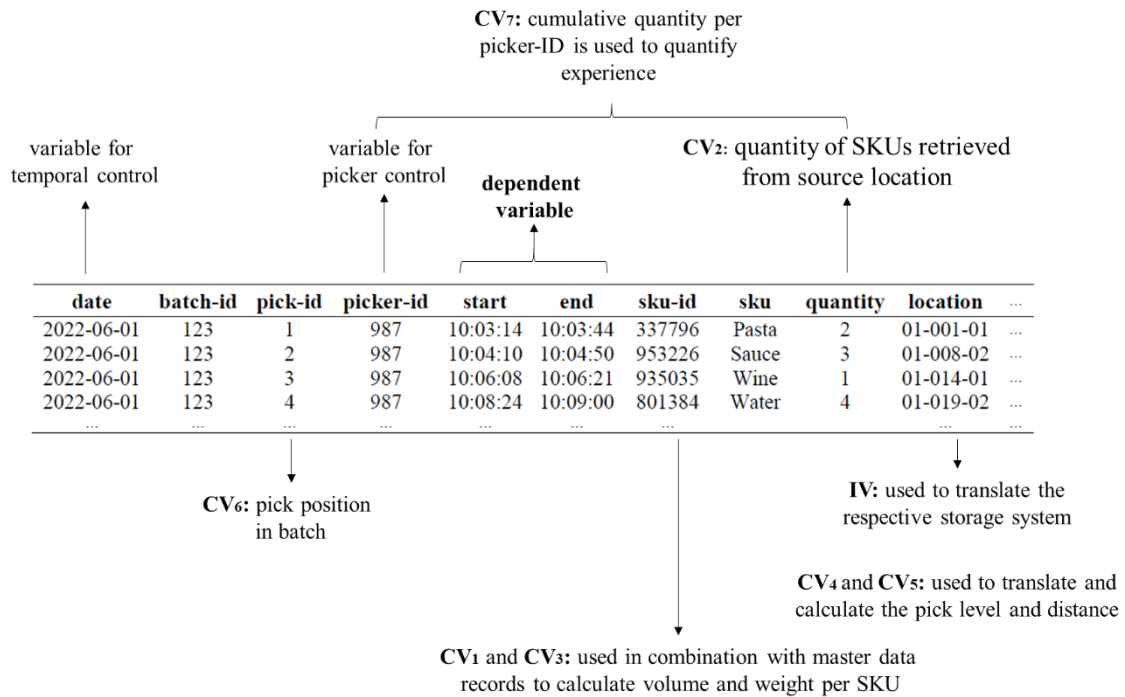 CV7: cumulative quantity per
picker-ID is used to quantify
experience
variable for
temporal control
variable for
picker control
CV2: quantity of SKUs retrieved
from source location
dependent
variable
date batch-id pick-id picker-id start end sku-id sku quantity location ...
2022-06-01 123 1 987 10:03:14 10:03:44 337796 Pasta 2 01-001-01 ...
2022-06-01 123 2 987 10:04:10 10:04:50 953226 Sauce 3 01-008-02 ...
2022-06-01 123 3 987 10:06:08 10:06:21 935035 Wine 1 01-014-01 ...
2022-06-01 123 4 987 10:08:24 10:09:00 801384 Water 4 01-019-02 ...
... ... ... ... ... ... ...
CV6: pick position
in batch
IV: used to translate the
respective storage system
CV4 and CV5: used to translate and
calculate the pick level and distance
CV1 and CV3: used in combination with master data
records to calculate volume and weight per SKU